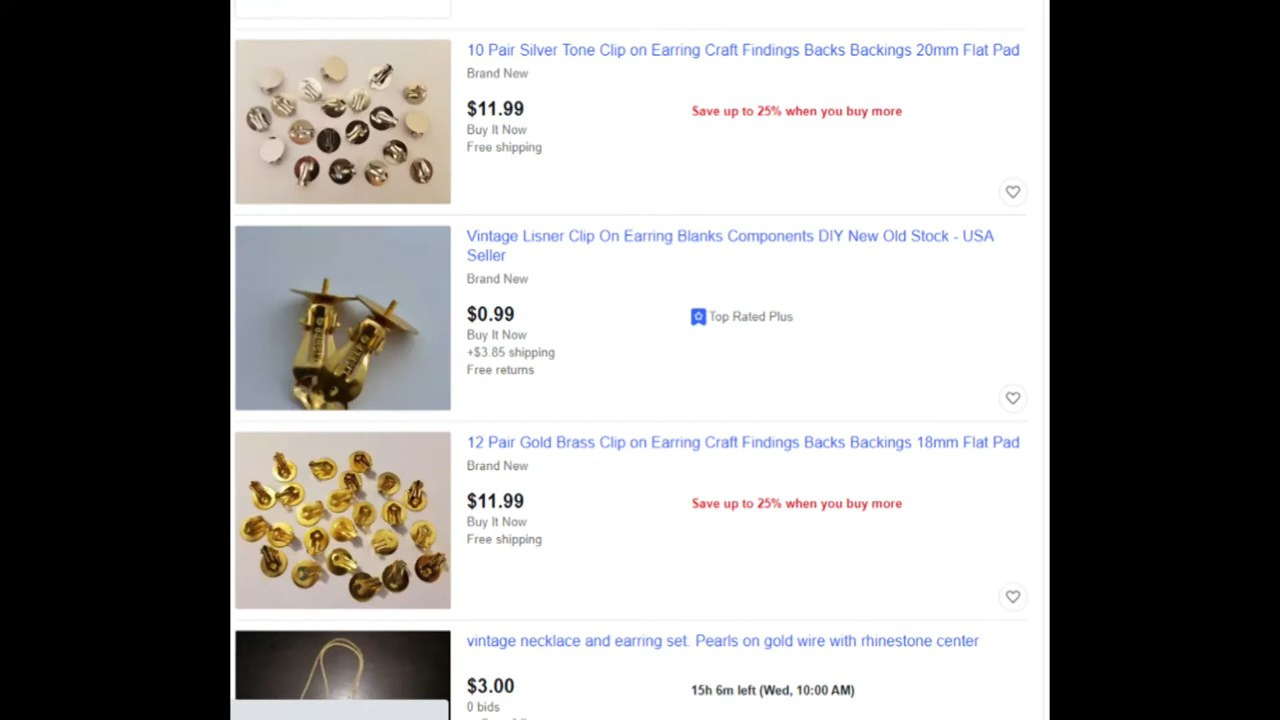 10 Pair Silver Tone Clip on Earring Craft Findings Backs Backings 20mm Flat Pad
Brand New
$11.99
Save up to 25% when you buy more
Buy It Now
Free shipping
Vintage Lisner Clip On Earring Blanks Components DIY New Old Stock - USA
Seller
Brand New
$0.99
Top Rated Plus
Buy It Now
+$3.85 shipping
Free returns
12 Pair Gold Brass Clip on Earring Craft Findings Backs Backings 18mm Flat Pad
Brand New
$11.99
Save up to 25% when you buy more
Buy It Now
Free shipping
vintage necklace and earring set. Pearls on gold wire with rhinestone center
$3.00
15h 6m left (Wed, 10:00 AM)
0 bids